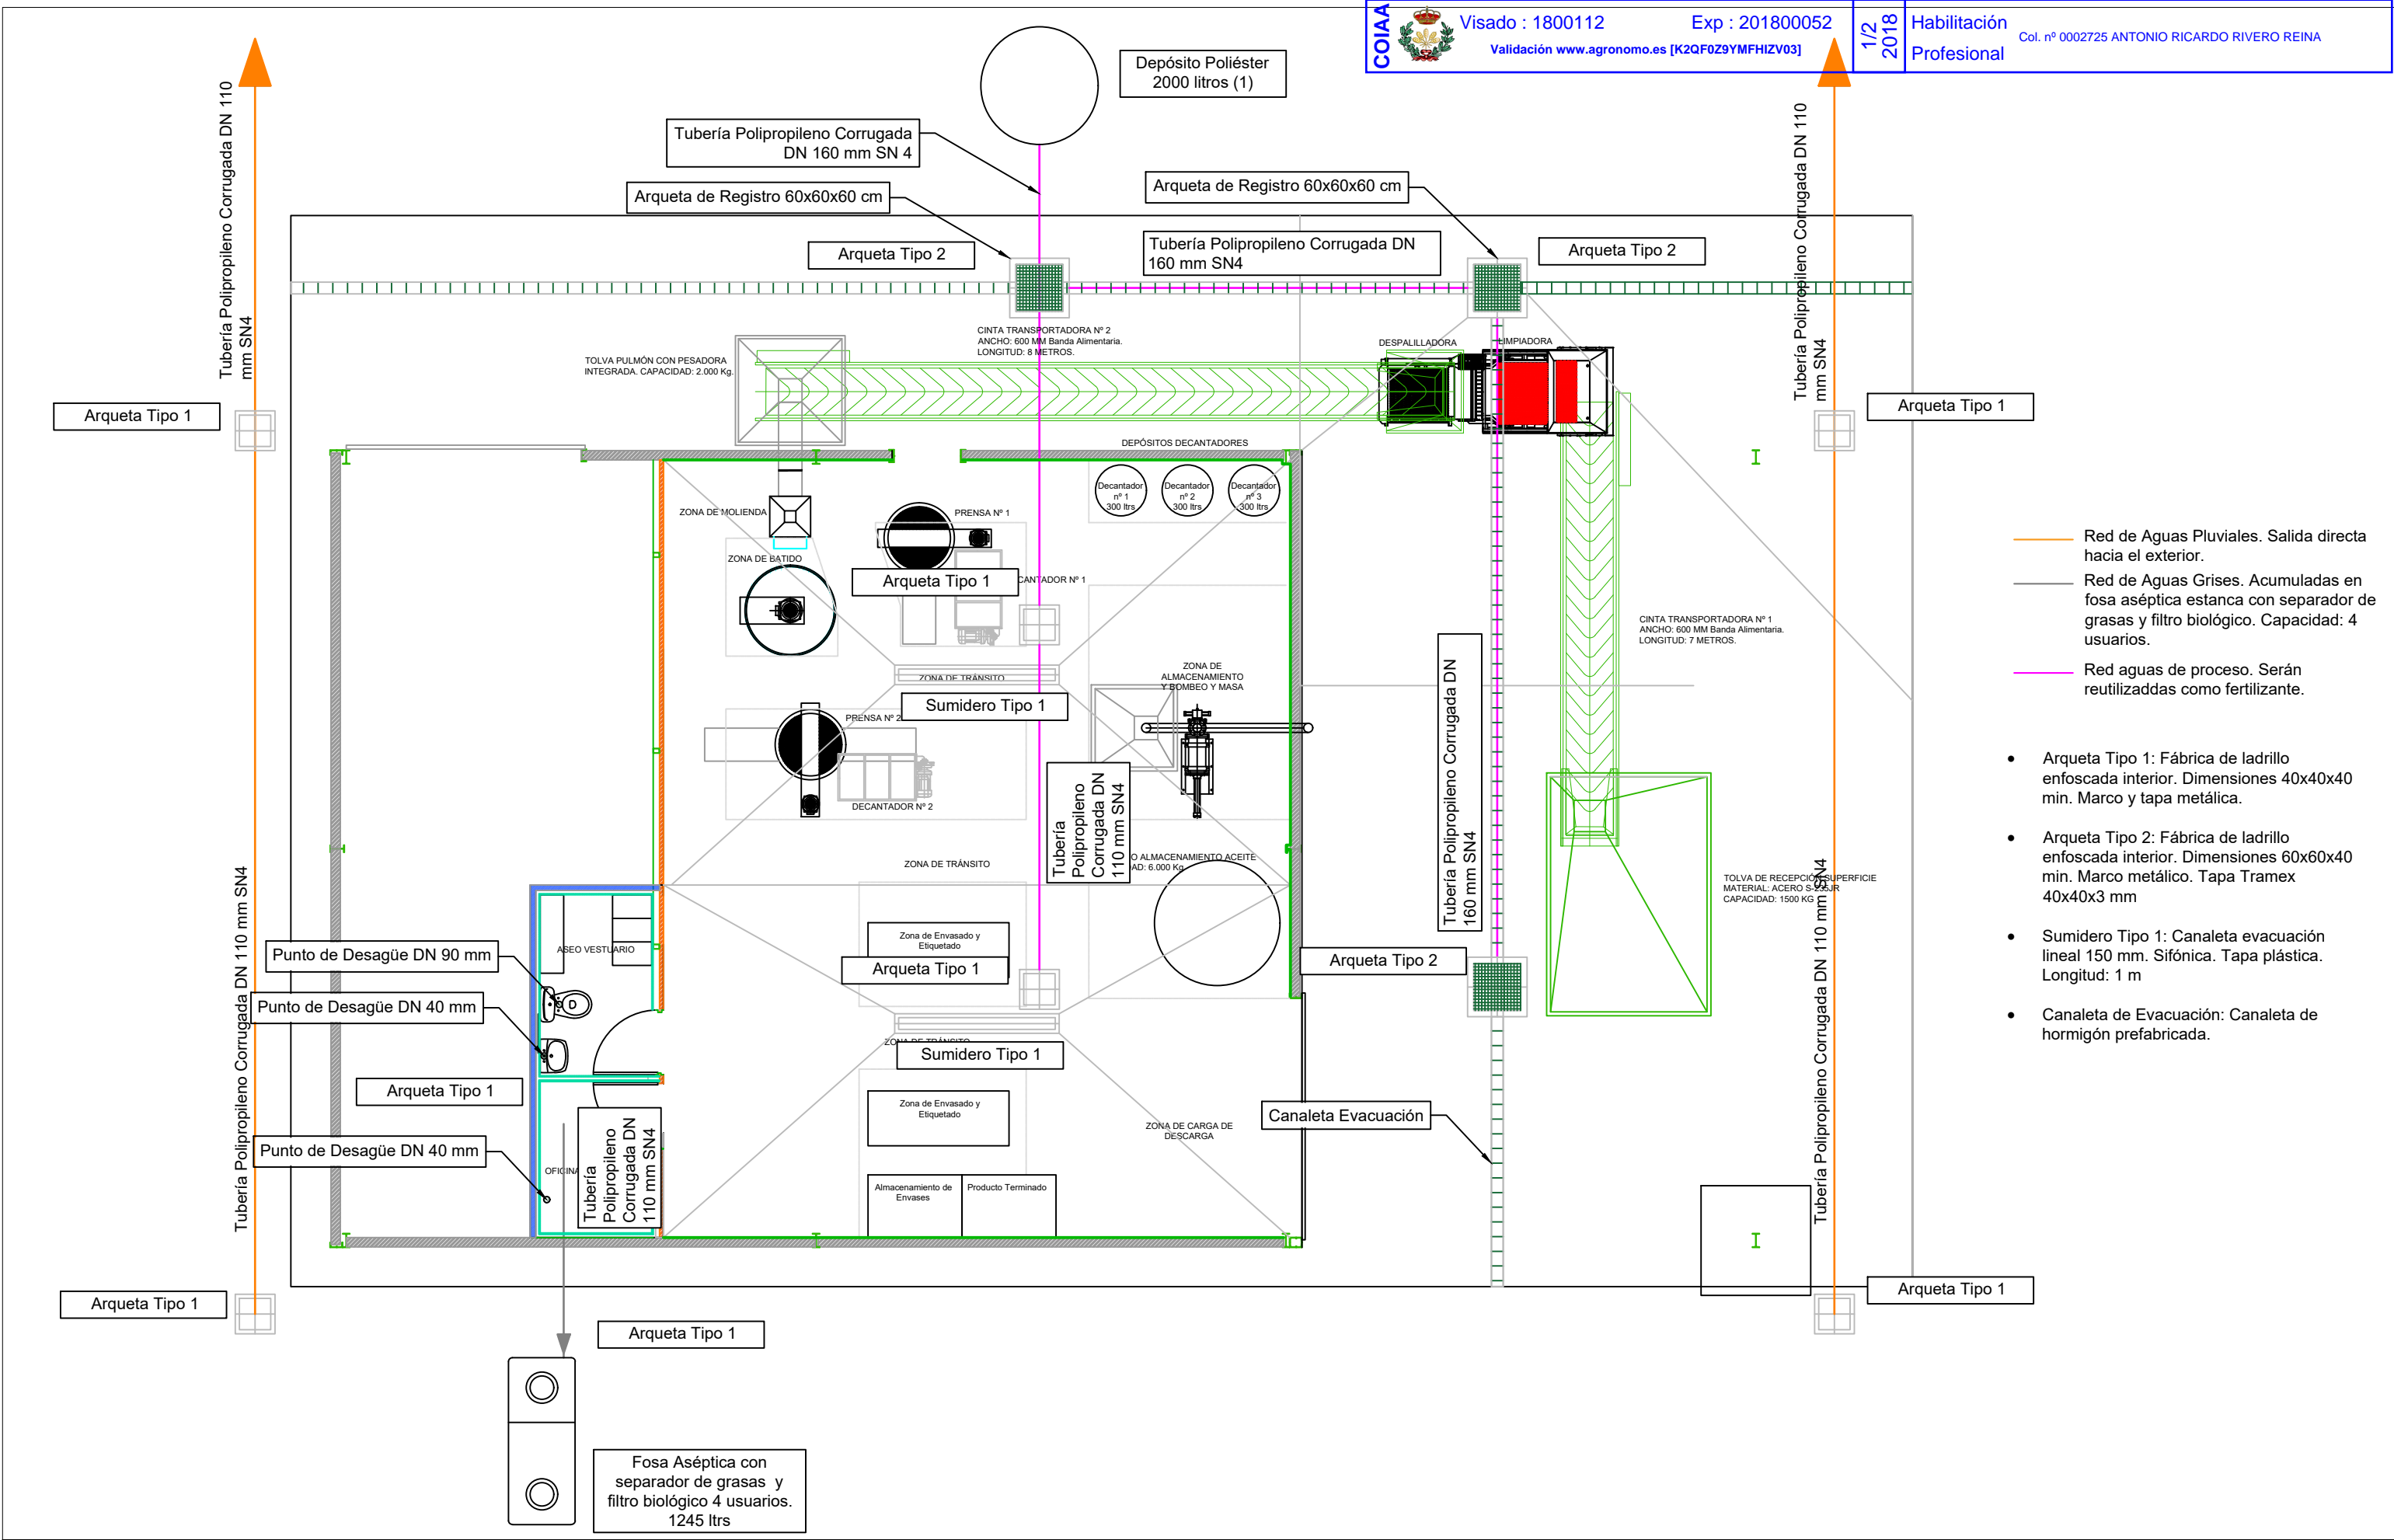 COIAA
Visado : 1800112
Exp : 201800052
Validación www.agronomo.es [K2QF0Z9YMFHIZV03]
1/2
2018
Habilitación
Profesional
Col. nº 0002725 ANTONIO RICARDO RIVERO REINA
Depósito Poliéster
2000 litros (1)
Tubería Polipropileno Corrugada
DN 160 mm SN 4
Arqueta de Registro 60x60x60 cm
Arqueta de Registro 60x60x60 cm
Arqueta Tipo 2
Tubería Polipropileno Corrugada DN
160 mm SN4
Arqueta Tipo 2
Tubería Polipropileno Corrugada DN 110
mm SN4
Tubería Polipropileno Corrugada DN 110
mm SN4
CINTA TRANSPORTADORA Nº 2
ANCHO: 600 MM Banda Alimentaria.
LONGITUD: 8 METROS.
TOLVA PULMÓN CON PESADORA
INTEGRADA. CAPACIDAD: 2.000 Kg.
DESPALILLADORA
LIMPIADORA
Arqueta Tipo 1
Arqueta Tipo 1
DEPÓSITOS DECANTADORES
Decantador
nº 1
300 ltrs
Decantador
nº 2
300 ltrs
Decantador
nº 3
300 ltrs
ZONA DE MOLIENDA
PRENSA Nº 1
ZONA DE BATIDO
Arqueta Tipo 1
CANTADOR Nº 1
ZONA DE TRÁNSITO
Sumidero Tipo 1
PRENSA Nº 2
DECANTADOR Nº 2
ZONA DE
ALMACENAMIENTO
Y BOMBEO Y MASA
Tubería
Polipropileno
Corrugada DN
110 mm SN4
O ALMACENAMIENTO ACEITE
AD: 6.000 Kg
ZONA DE TRÁNSITO
Tubería Polipropileno Corrugada DN
160 mm SN4
CINTA TRANSPORTADORA Nº 1
ANCHO: 600 MM Banda Alimentaria.
LONGITUD: 7 METROS.
TOLVA DE RECEPCIÓN SUPERFICIE
MATERIAL: ACERO S-235JR
CAPACIDAD: 1500 KG
Red de Aguas Pluviales. Salida directa
hacia el exterior.
Red de Aguas Grises. Acumuladas en
fosa aséptica estanca con separador de
grasas y filtro biológico. Capacidad: 4
usuarios.
Red aguas de proceso. Serán
reutilizaddas como fertilizante.
• Arqueta Tipo 1: Fábrica de ladrillo
enfoscada interior. Dimensiones 40x40x40
min. Marco y tapa metálica.
• Arqueta Tipo 2: Fábrica de ladrillo
enfoscada interior. Dimensiones 60x60x40
min. Marco metálico. Tapa Tramex
40x40x3 mm
• Sumidero Tipo 1: Canaleta evacuación
lineal 150 mm. Sifónica. Tapa plástica.
Longitud: 1 m
• Canaleta de Evacuación: Canaleta de
hormigón prefabricada.
Tubería Polipropileno Corrugada DN 110 mm SN4
Tubería Polipropileno Corrugada DN 110 mm SN4
ASEO VESTUARIO
Punto de Desagüe DN 90 mm
Punto de Desagüe DN 40 mm
Arqueta Tipo 1
Punto de Desagüe DN 40 mm
OFICINA
Tubería
Polipropileno
Corrugada DN
110 mm SN4
Zona de Envasado y
Etiquetado
Arqueta Tipo 1
Arqueta Tipo 2
ZONA DE TRÁNSITO
Sumidero Tipo 1
Zona de Envasado y
Etiquetado
Canaleta Evacuación
ZONA DE CARGA DE
DESCARGA
Almacenamiento de
Envases
Producto Terminado
Arqueta Tipo 1
Arqueta Tipo 1
Arqueta Tipo 1
Fosa Aséptica con
separador de grasas y
filtro biológico 4 usuarios.
1245 ltrs